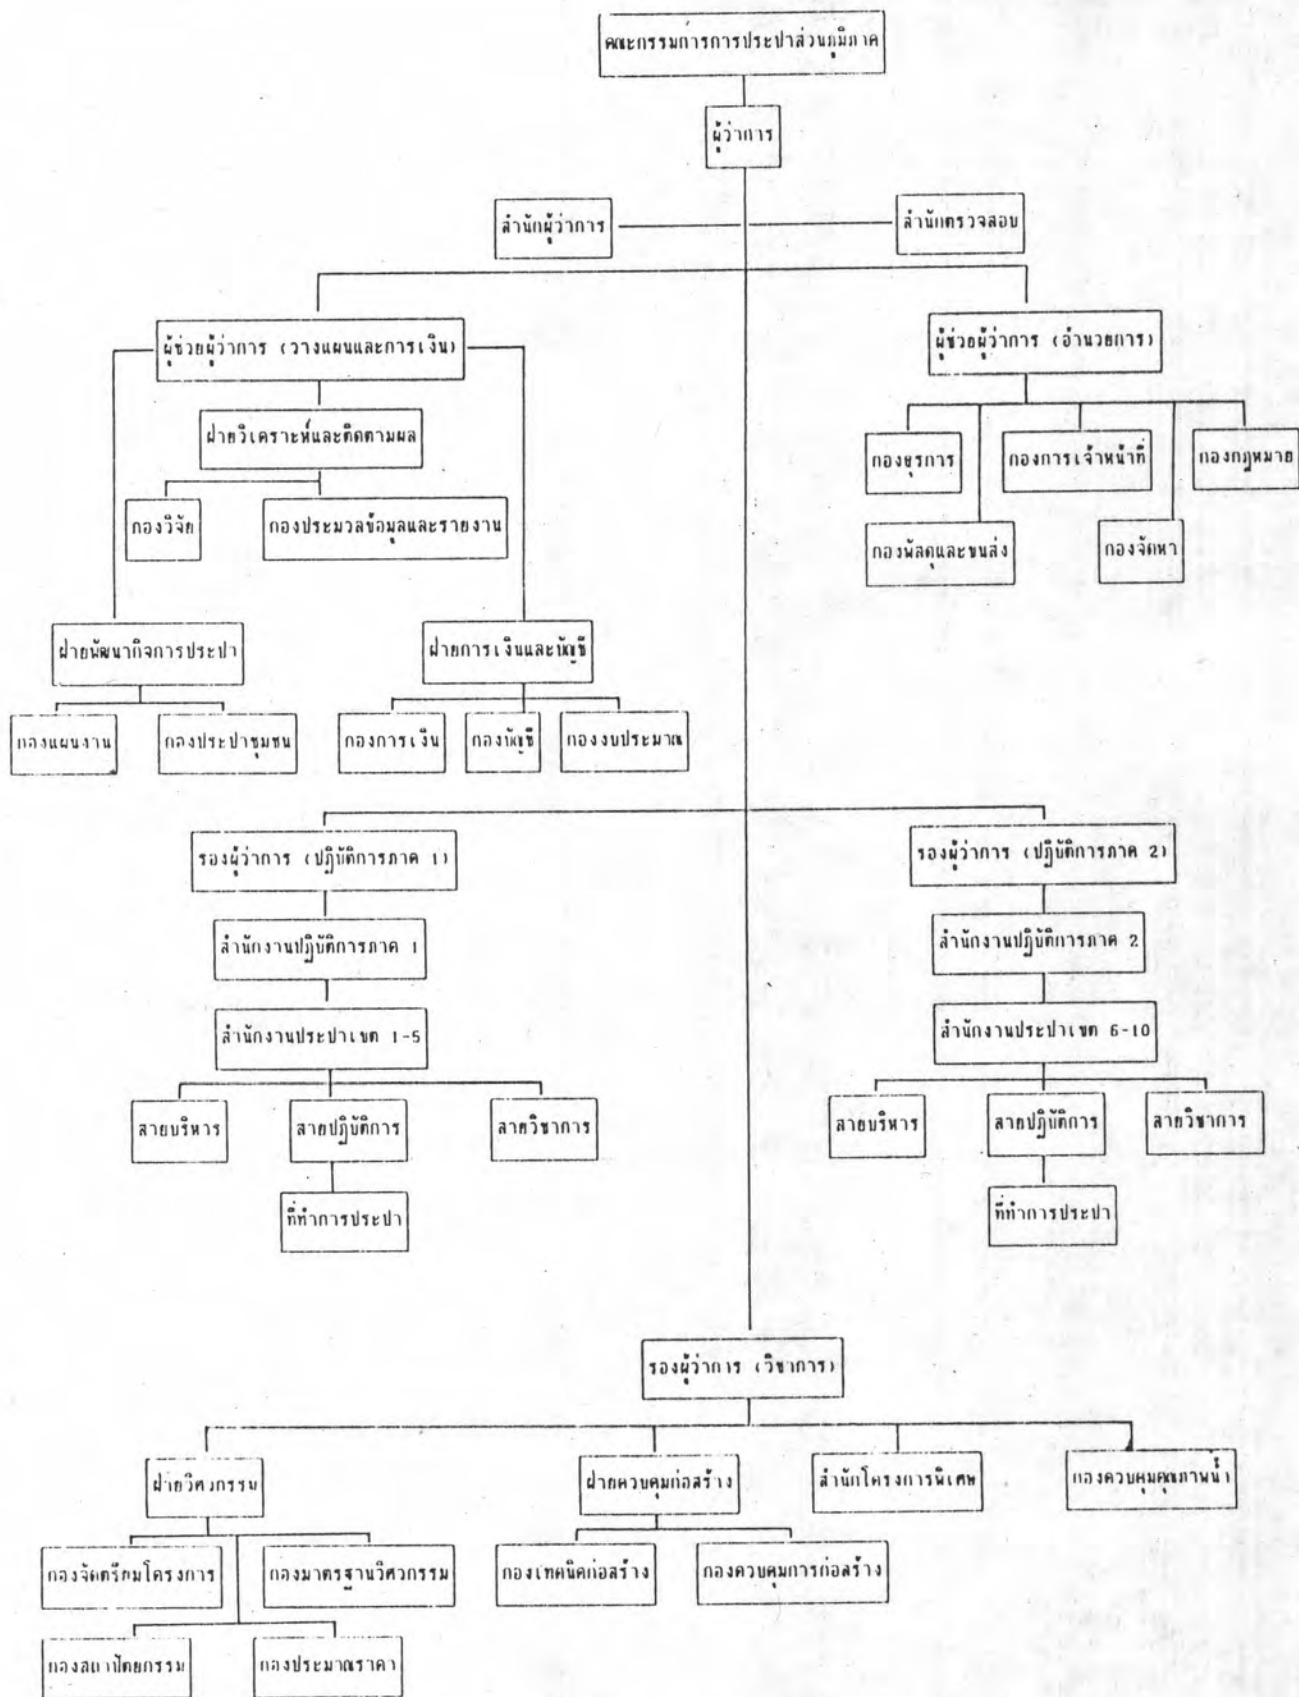 คณะกรรมการการประปาส่วนภูมิภาค
ผู้ว่าการ
สำนักผู้ว่าการ
สำนักตรวจสอบ
ผู้ช่วยผู้ว่าการ (วางแผนและการเงิน)
ผู้ช่วยผู้ว่าการ (อำนวยการ)
ฝ่ายวิเคราะห์และติดตามผล
กองธุรการ
กองการเจ้าหน้าที่
กองกฎหมาย
กองวิจัย
กองประมวลข้อมูลและรายงาน
กองพัสดุและขนส่ง
กองจัดหา
ฝ่ายพัฒนากิจการประปา
ฝ่ายการเงินและบัญชี
กองแผนงาน
กองประปาชุมชน
กองการเงิน
กองบัญชี
กองงบประมาณ
รองผู้ว่าการ (ปฏิบัติการภาค 1)
รองผู้ว่าการ (ปฏิบัติการภาค 2)
สำนักงานปฏิบัติการภาค 1
สำนักงานปฏิบัติการภาค 2
สำนักงานประปาเขต 1-5
สำนักงานประปาเขต 6-10
สายบริหาร
สายปฏิบัติการ
สายวิชาการ
สายบริหาร
สายปฏิบัติการ
สายวิชาการ
ที่ทำการประปา
ที่ทำการประปา
รองผู้ว่าการ (วิชาการ)
ฝ่ายวิศวกรรม
ฝ่ายควบคุมก่อสร้าง
สำนักโครงการพิเศษ
กองควบคุมคุณภาพน้ำ
กองจัดเตรียมโครงการ
กองมาตรฐานวิศวกรรม
กองเทคนิคก่อสร้าง
กองควบคุมการก่อสร้าง
กองสถาปัตยกรรม
กองประมาณราคา